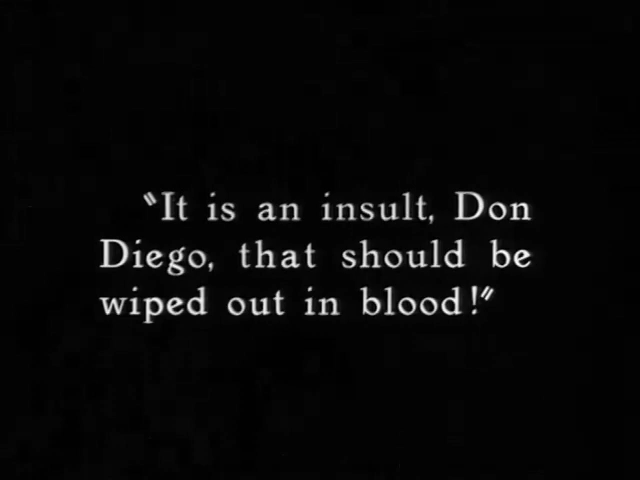 "It is an insult, Don
Diego, that should be
wiped out in blood!"